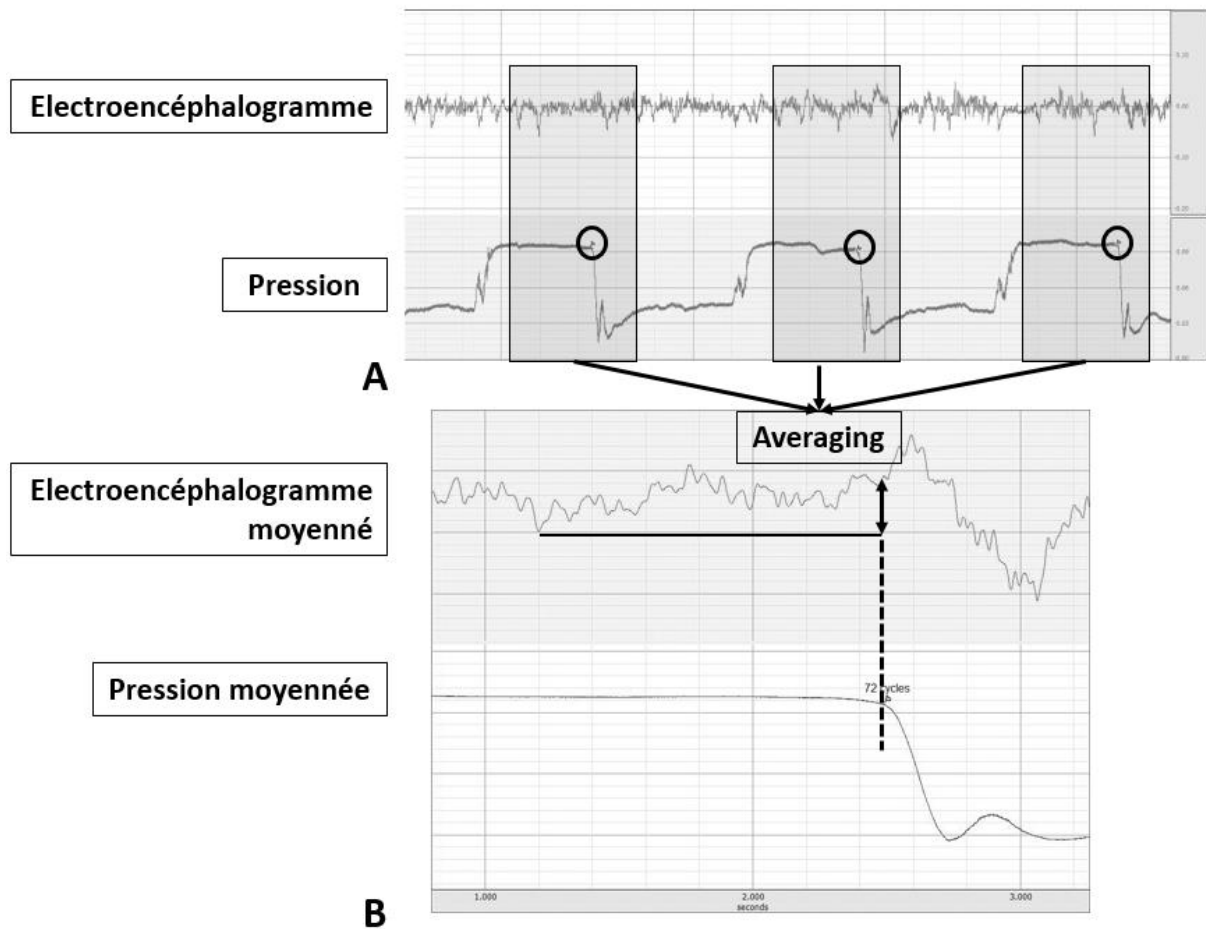 Electroencéphalogramme
Pression
A
Averaging
Electroencéphalogramme
moyenné
Pression moyennée
72 cycles
1.000
2.000
3.000
seconds
B